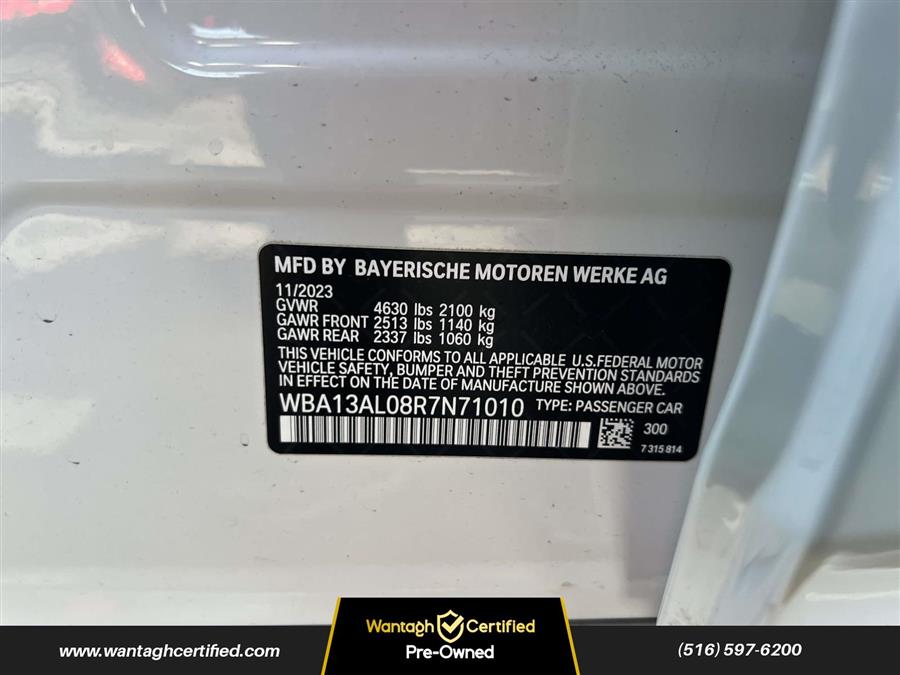 MFD BY BAYERISCHE MOTOREN WERKE AG
11/2023
GVWR 4630 lbs 2100 kg
GAWR FRONT 2513 lbs 1140 kg
GAWR REAR 2337 lbs 1060 kg
THIS VEHICLE CONFORMS TO ALL APPLICABLE U.S.FEDERAL MOTOR
VEHICLE SAFETY, BUMPER AND THEFT PREVENTION STANDARDS
IN EFFECT ON THE DATE OF MANUFACTURE SHOWN ABOVE.
WBA13AL08R7N71010 TYPE: PASSENGER CAR
300
7 315 814
www.wantaghcertified.com
Wantagh Certified
Pre-Owned
(516) 597-6200